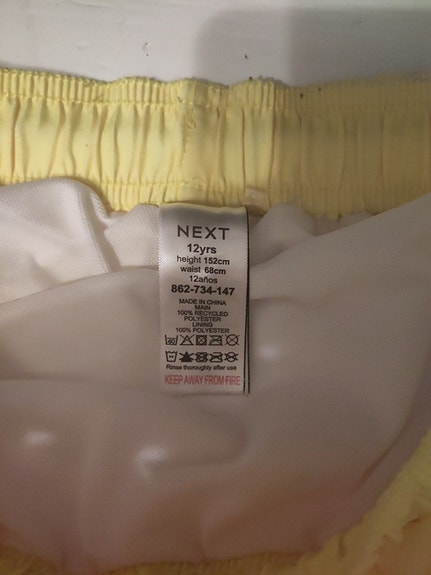 NEXT
12yrs
height 152cm
waist 68cm
12años
862-734-147
MADE IN CHINA
MAIN
100% RECYCLED
POLYESTER
LINING
100% POLYESTER
Rinse thoroughly after use
KEEP AWAY FROM FIRE